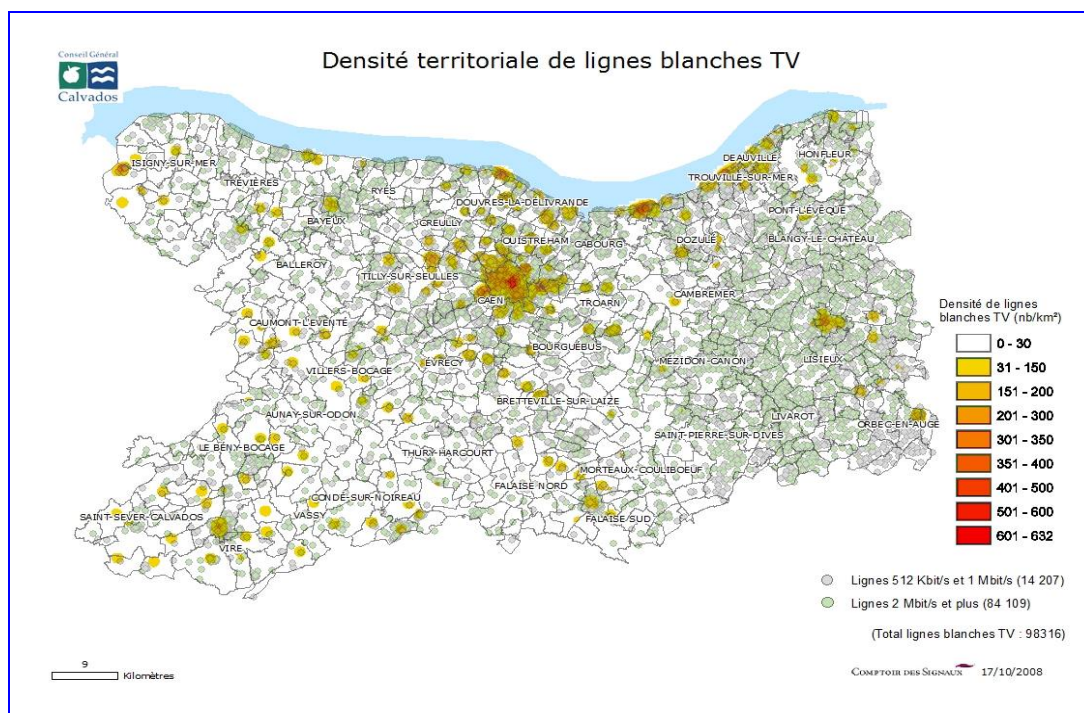 Conseil Général
Calvados
Densité territoriale de lignes blanches TV
ISIGNY-SUR-MER
TRÉVIÈRES
BAYEUX
RYES
CREULLY
DOUVRES-LA-DÉLIVRANDE
OUISTREHAM
CABOURG
DEAUVILLE
TROUVILLE-SUR-MER
HONFLEUR
PONT-L'ÉVÊQUE
BLANGY-LE-CHÂTEAU
DOZULÉ
BALLEROY
TILLY-SUR-SEULLES
CAEN
TROARN
CAMBREMER
CAUMONT-L'ÉVENTÉ
VILLERS-BOCAGE
ÉVRECY
BOURGUÉBUS
MÉZIDON-CANON
LISIEUX
BRETTEVILLE-SUR-LAIZE
AUNAY-SUR-ODON
LE BÉNY-BOCAGE
THURY-HARCOURT
SAINT-PIERRE-SUR-DIVES
LIVAROT
ORBEC-EN-AUGE
MORTEAUX-COULIBOEUF
FALAISE NORD
FALAISE/SUD
CONDÉ-SUR-NOIREAU
VASSY
SAINT-SEVER-CALVADOS
VIRE
Densité de lignes
blanches TV (nb/km²)
0 - 30
31 - 150
151 - 200
201 - 300
301 - 350
351 - 400
401 - 500
501 - 600
601 - 632
Lignes 512 Kbit/s et 1 Mbit/s (14 207)
Lignes 2 Mbit/s et plus (84 109)
(Total lignes blanches TV : 98316)
9
Kilomètres
COMPTOIR DES SIGNAUX 17/10/2008